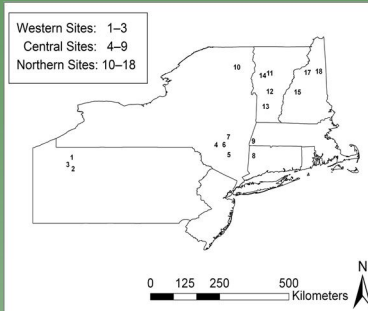 Western Sites: 1–3
Central Sites: 4–9
Northern Sites: 10–18
10
14 11
17 18
12
15
13
7
4 6
9
5
8
1
3
2
N
0 125 250 500
Kilometers